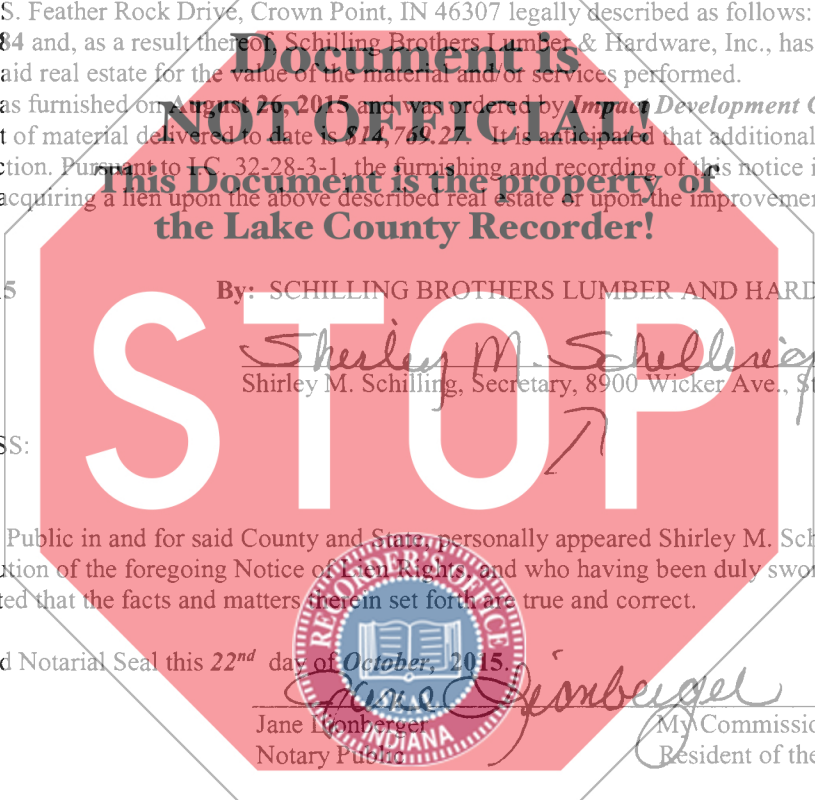 S. Feather Rock Drive, Crown Point, IN 46307 legally described as follows:
84 and, as a result thereof, Schilling Brothers Lumber & Hardware, Inc., has
Document is
aid real estate for the value of the material and/or services performed.
as furnished on August 26, 2015 and was ordered by Impact Development
NOT OFFICIAL!
t of material delivered to date is $14,769.27. It is anticipated that additional
ction. Pursuant to I.C. 32-28-3-1, the furnishing and recording of this notice i
This Document is the property of
acquiring a lien upon the above described real estate or upon the improvemen
the Lake County Recorder!
5 By: SCHILLING BROTHERS LUMBER AND HARD
Shirley M. Schilling
Shirley M. Schilling, Secretary, 8900 Wicker Ave., St
STOP
SS:
Public in and for said County and State, personally appeared Shirley M. Sch
ution of the foregoing Notice of Lien Rights, and who having been duly swor
ted that the facts and matters therein set forth are true and correct.
RECORDER'S OFFICE
d Notarial Seal this 22nd day of October, 2015.
SEAL
INDIANA
Jane Lionberger My Commissio
Notary Public Resident of the